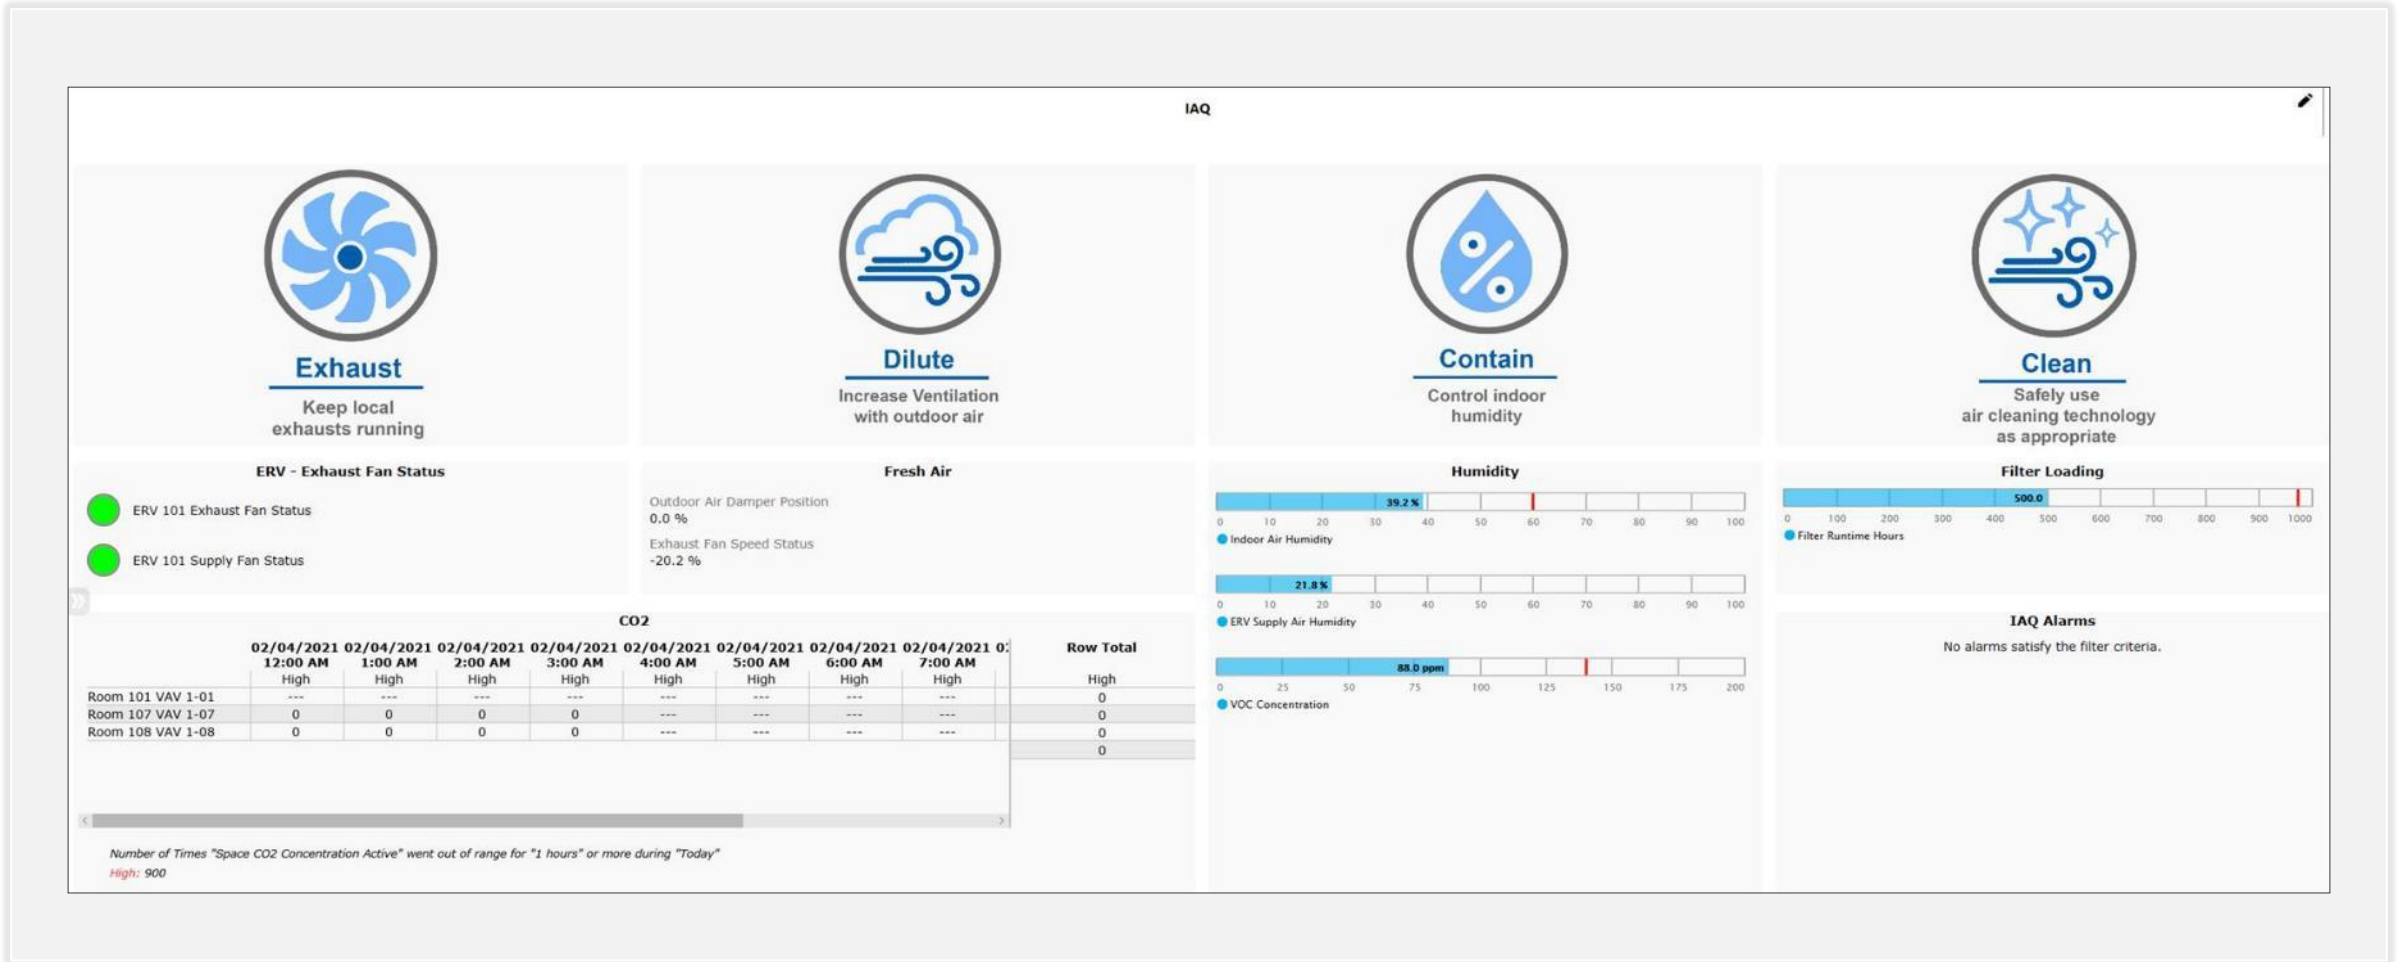 IAQ
Exhaust
Keep local
exhausts running
Dilute
Increase Ventilation
with outdoor air
Contain
Control indoor
humidity
Clean
Safely use
air cleaning technology
as appropriate
ERV - Exhaust Fan Status
ERV 101 Exhaust Fan Status
ERV 101 Supply Fan Status
Fresh Air
Outdoor Air Damper Position
0.0 %
Exhaust Fan Speed Status
-20.2 %
Humidity
39.2 %
0 10 20 30 40 50 60 70 80 90 100
Indoor Air Humidity
21.8 %
0 10 20 30 40 50 60 70 80 90 100
ERV Supply Air Humidity
88.0 ppm
0 25 50 75 100 125 150 175 200
VOC Concentration
Filter Loading
500.0
0 100 200 300 400 500 600 700 800 900 1000
Filter Runtime Hours
IAQ Alarms
No alarms satisfy the filter criteria.
CO2
02/04/2021 02/04/2021 02/04/2021 02/04/2021 02/04/2021 02/04/2021 02/04/2021 02/04/2021 Row Total
12:00 AM 1:00 AM 2:00 AM 3:00 AM 4:00 AM 5:00 AM 6:00 AM 7:00 AM
High High High High High High High High High
Room 101 VAV 1-01 --- --- --- --- --- --- --- --- 0
Room 107 VAV 1-07 0 0 0 0 --- --- --- --- 0
Room 108 VAV 1-08 0 0 0 0 --- --- --- --- 0
0
Number of Times "Space CO2 Concentration Active" went out of range for "1 hours" or more during "Today"
High: 900